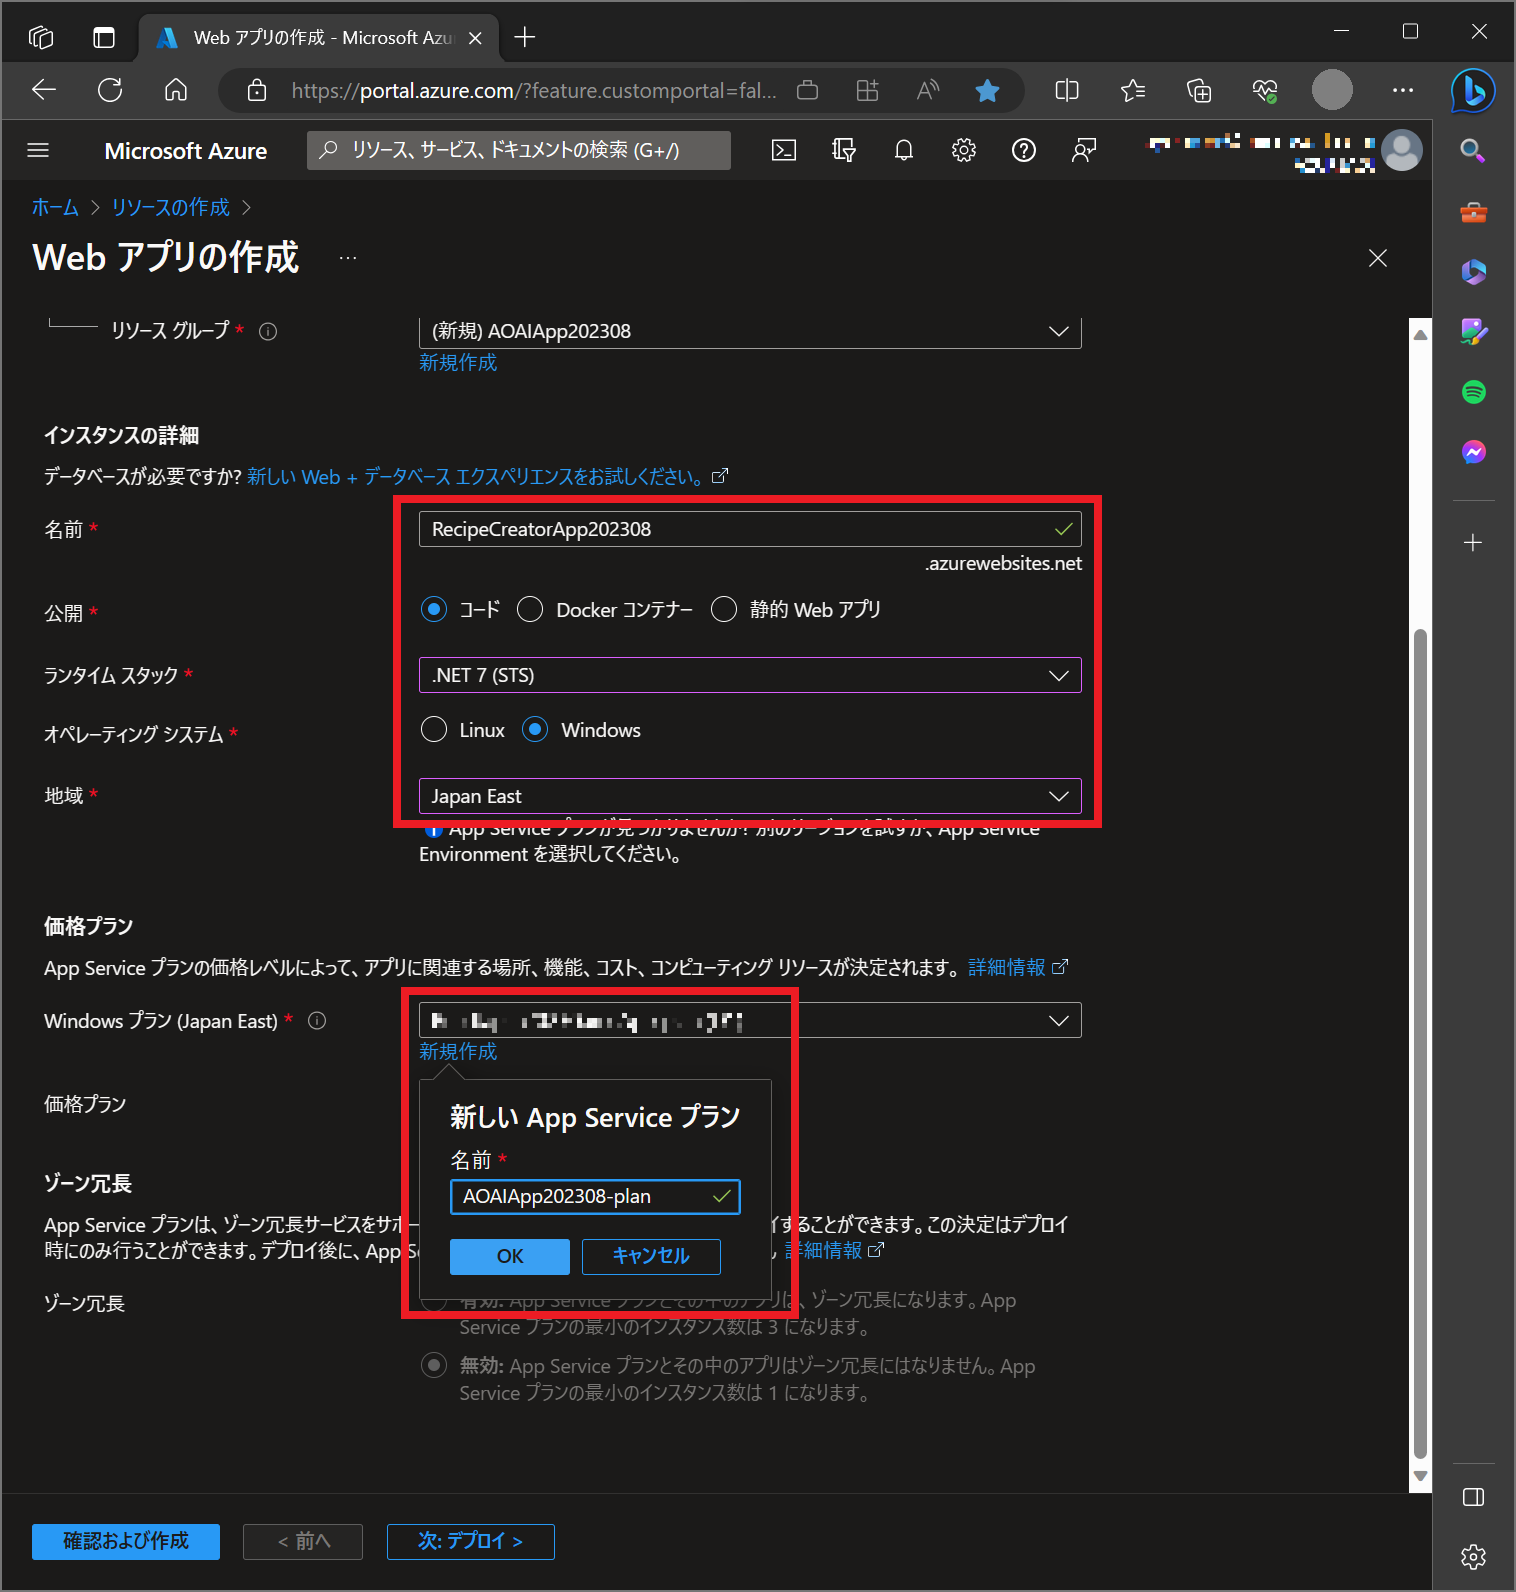 Web アプリの作成 - Microsoft Azu
https://portal.azure.com/?feature.customportal=fal...
Microsoft Azure
リソース、サービス、ドキュメントの検索 (G+/)
ホーム > リソースの作成 >
Web アプリの作成 ...
リソース グループ *
(新規) AOAIApp202308
新規作成
インスタンスの詳細
データベースが必要ですか? 新しい Web + データベース エクスペリエンスをお試しください。
名前 *
RecipeCreatorApp202308
.azurewebsites.net
公開 *
コード Docker コンテナー 静的 Web アプリ
ランタイム スタック *
.NET 7 (STS)
オペレーティング システム *
Linux Windows
地域 *
Japan East
App Service プランが見つかりませんか? 別のリージョンを試すか、App Service
Environment を選択してください。
価格プラン
App Service プランの価格レベルによって、アプリに関連する場所、機能、コスト、コンピューティング リソースが決定されます。 詳細情報
Windows プラン (Japan East) *
新規作成
価格プラン
新しい App Service プラン
名前 *
AOAIApp202308-plan
OK キャンセル
ゾーン冗長
App Service プランは、ゾーン冗長サービスをサポー
イすることができます。この決定はデプロイ
時にのみ行うことができます。デプロイ後に、App S
詳細情報
ゾーン冗長
有効: App Service プランとその中のアプリは、ゾーン冗長になります。App
Service プランの最小のインスタンス数は 3 になります。
無効: App Service プランとその中のアプリはゾーン冗長にはなりません。App
Service プランの最小のインスタンス数は 1 になります。
確認および作成 < 前へ 次: デプロイ >